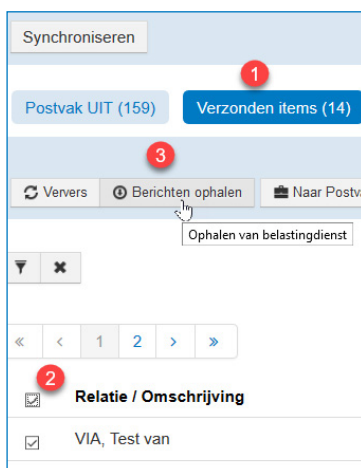 Synchroniseren
1
Postvak UIT (159) Verzonden items (14)
3
Ververs Berichten ophalen Naar Postv
Ophalen van belastingdienst
« < 1 2 > »
2
Relatie / Omschrijving
VIA, Test van